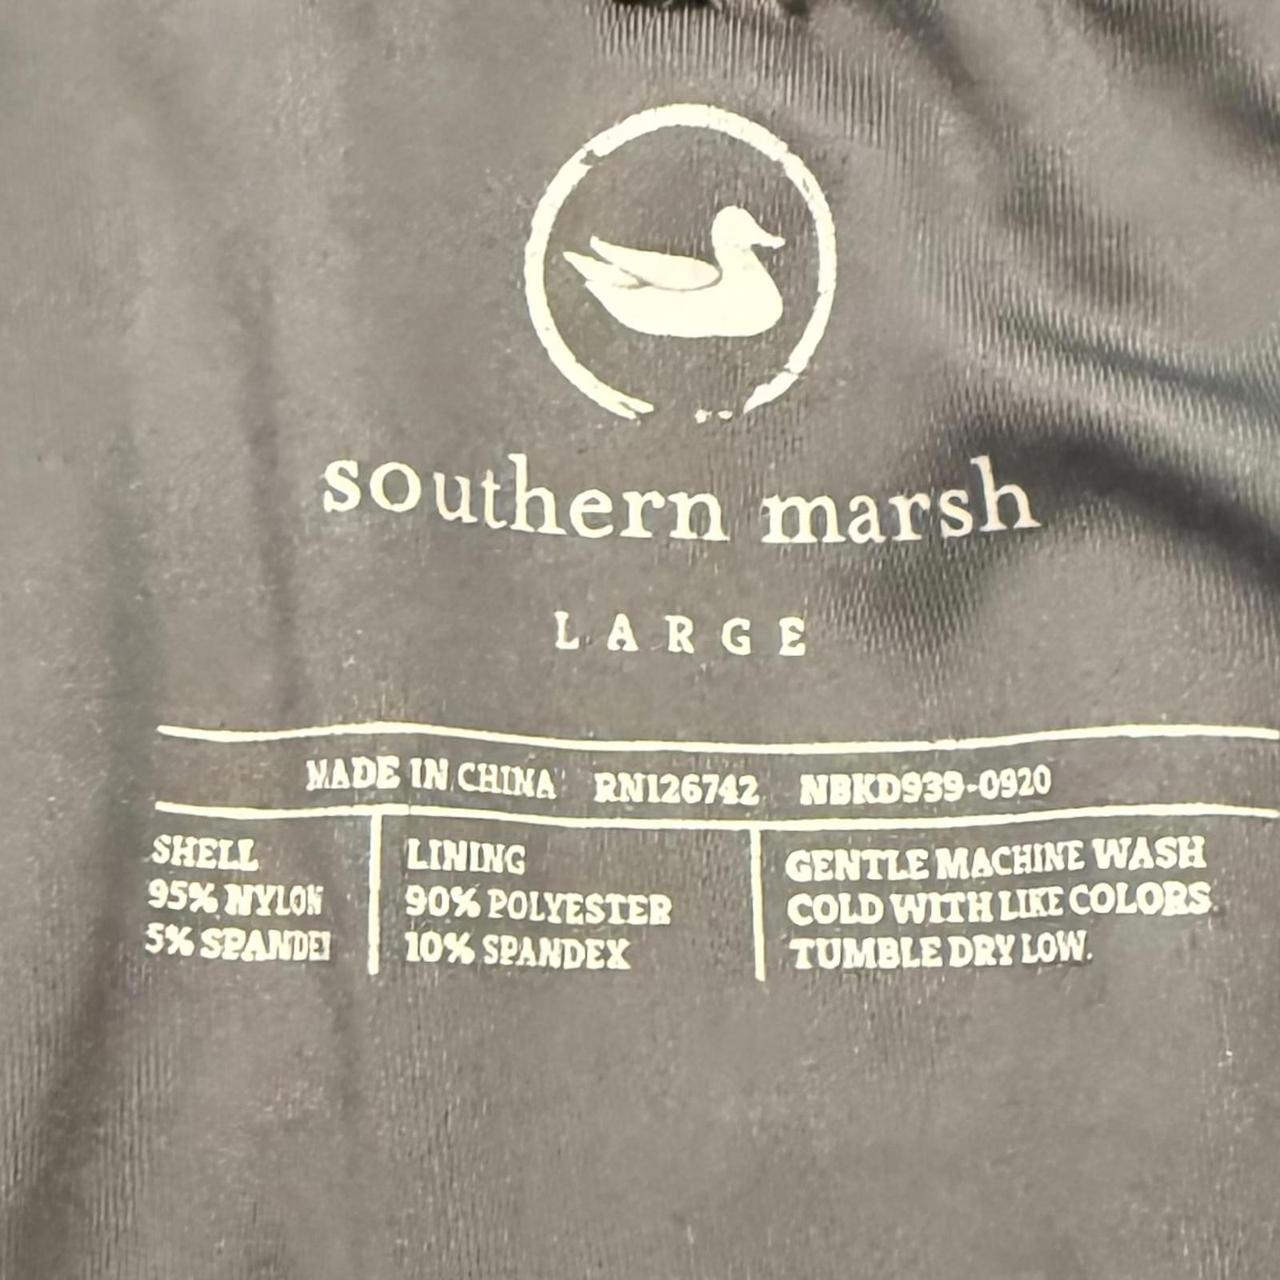 southern marsh
LARGE
MADE IN CHINA RN126742 NBKD939-0920
SHELL
95% NYLON
5% SPANDEX
LINING
90% POLYESTER
10% SPANDEX
GENTLE MACHINE WASH
COLD WITH LIKE COLORS.
TUMBLE DRY LOW.